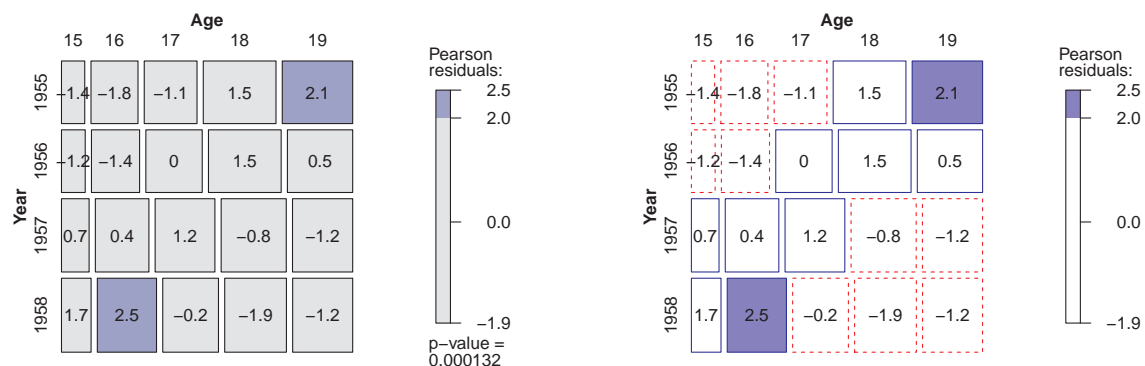 Age
15 16 17 18 19
Year
1955 −1.4 −1.8 −1.1 1.5 2.1
1956 −1.2 −1.4 0 1.5 0.5
1957 0.7 0.4 1.2 −0.8 −1.2
1958 1.7 2.5 −0.2 −1.9 −1.2
Pearson
residuals:
2.5
2.0
0.0
−1.9
p−value =
0.000132
Age
15 16 17 18 19
Year
1955 −1.4 −1.8 −1.1 1.5 2.1
1956 −1.2 −1.4 0 1.5 0.5
1957 0.7 0.4 1.2 −0.8 −1.2
1958 1.7 2.5 −0.2 −1.9 −1.2
Pearson
residuals:
2.5
2.0
0.0
−1.9